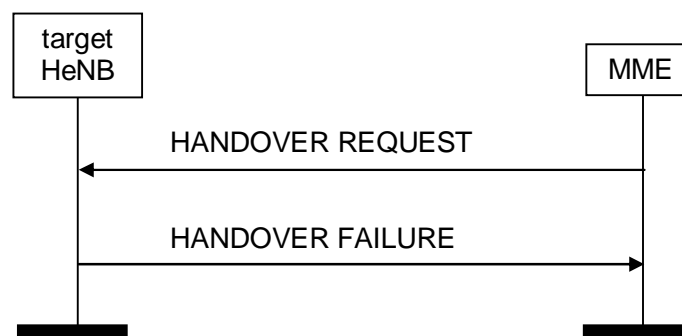 target
HeNB
MME
HANDOVER REQUEST
HANDOVER FAILURE